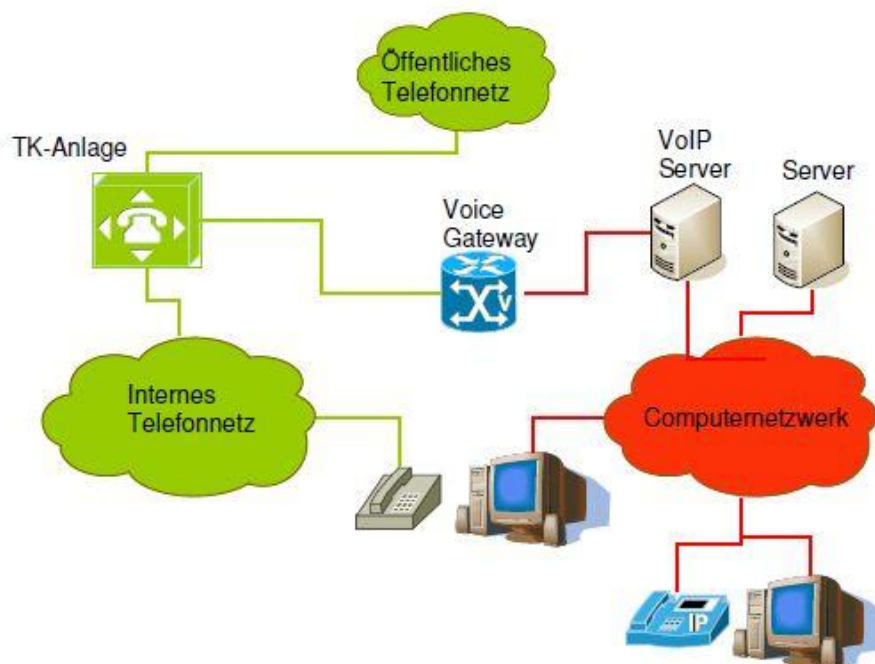 Öffentliches
Telefonnetz
TK-Anlage
VoIP
Server
Server
Voice
Gateway
V
Internes
Telefonnetz
Computernetzwerk
IP